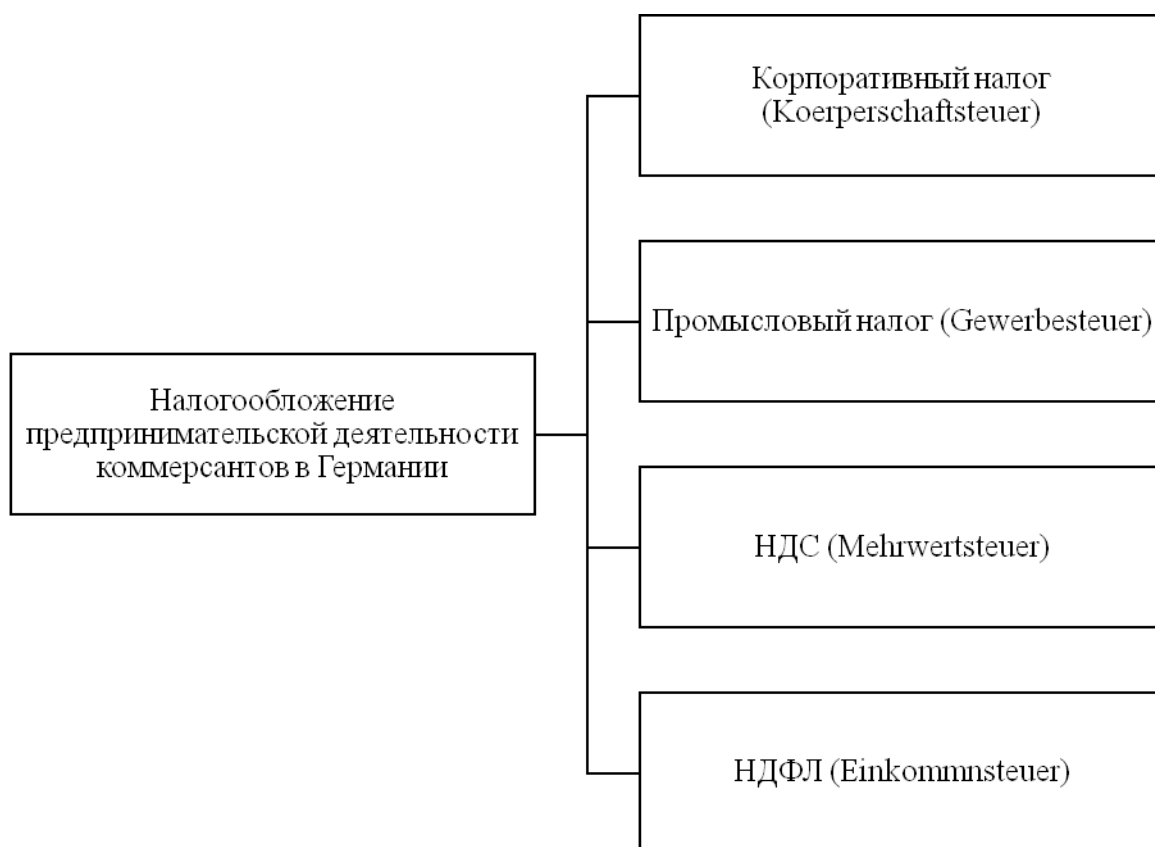 Корпоративный налог
(Koerperschaftsteuer)
Промысловый налог (Gewerbesteuer)
Налогообложение
предпринимательской деятельности
коммерсантов в Германии
НДС (Mehrwertsteuer)
НДФЛ (Einkommnsteuer)